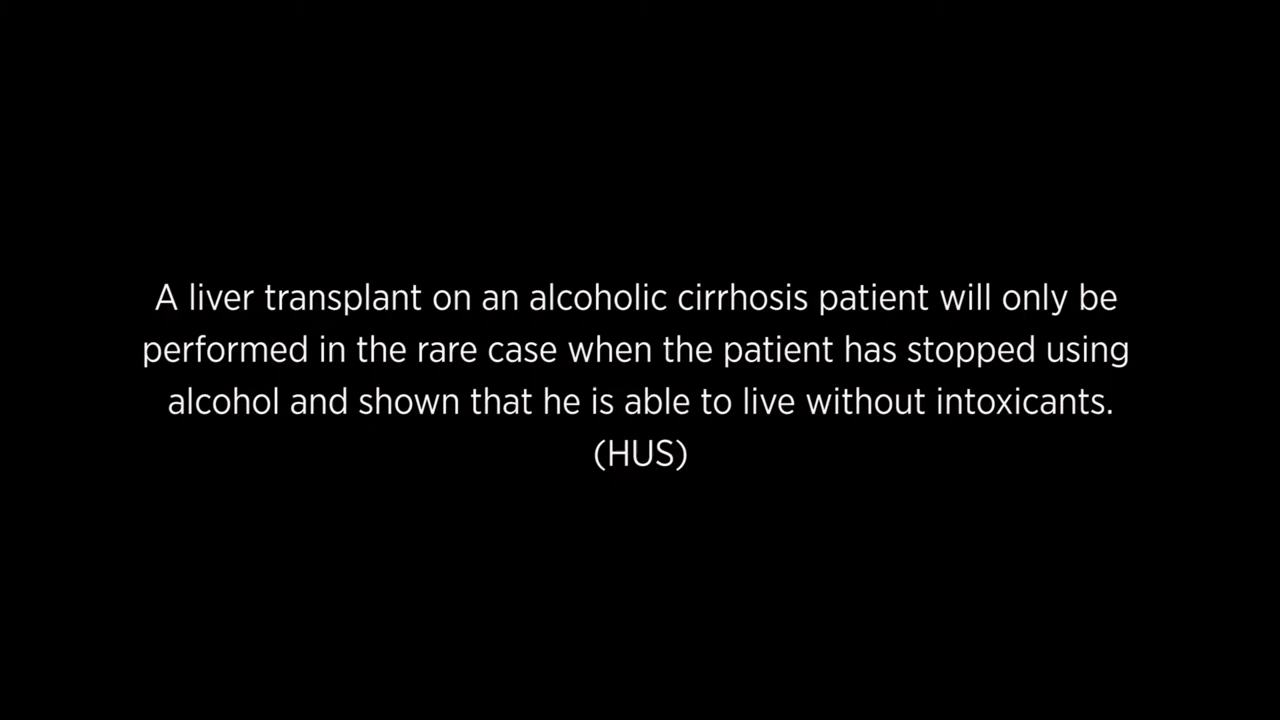 A liver transplant on an alcoholic cirrhosis patient will only be
performed in the rare case when the patient has stopped using
alcohol and shown that he is able to live without intoxicants.
(HUS)